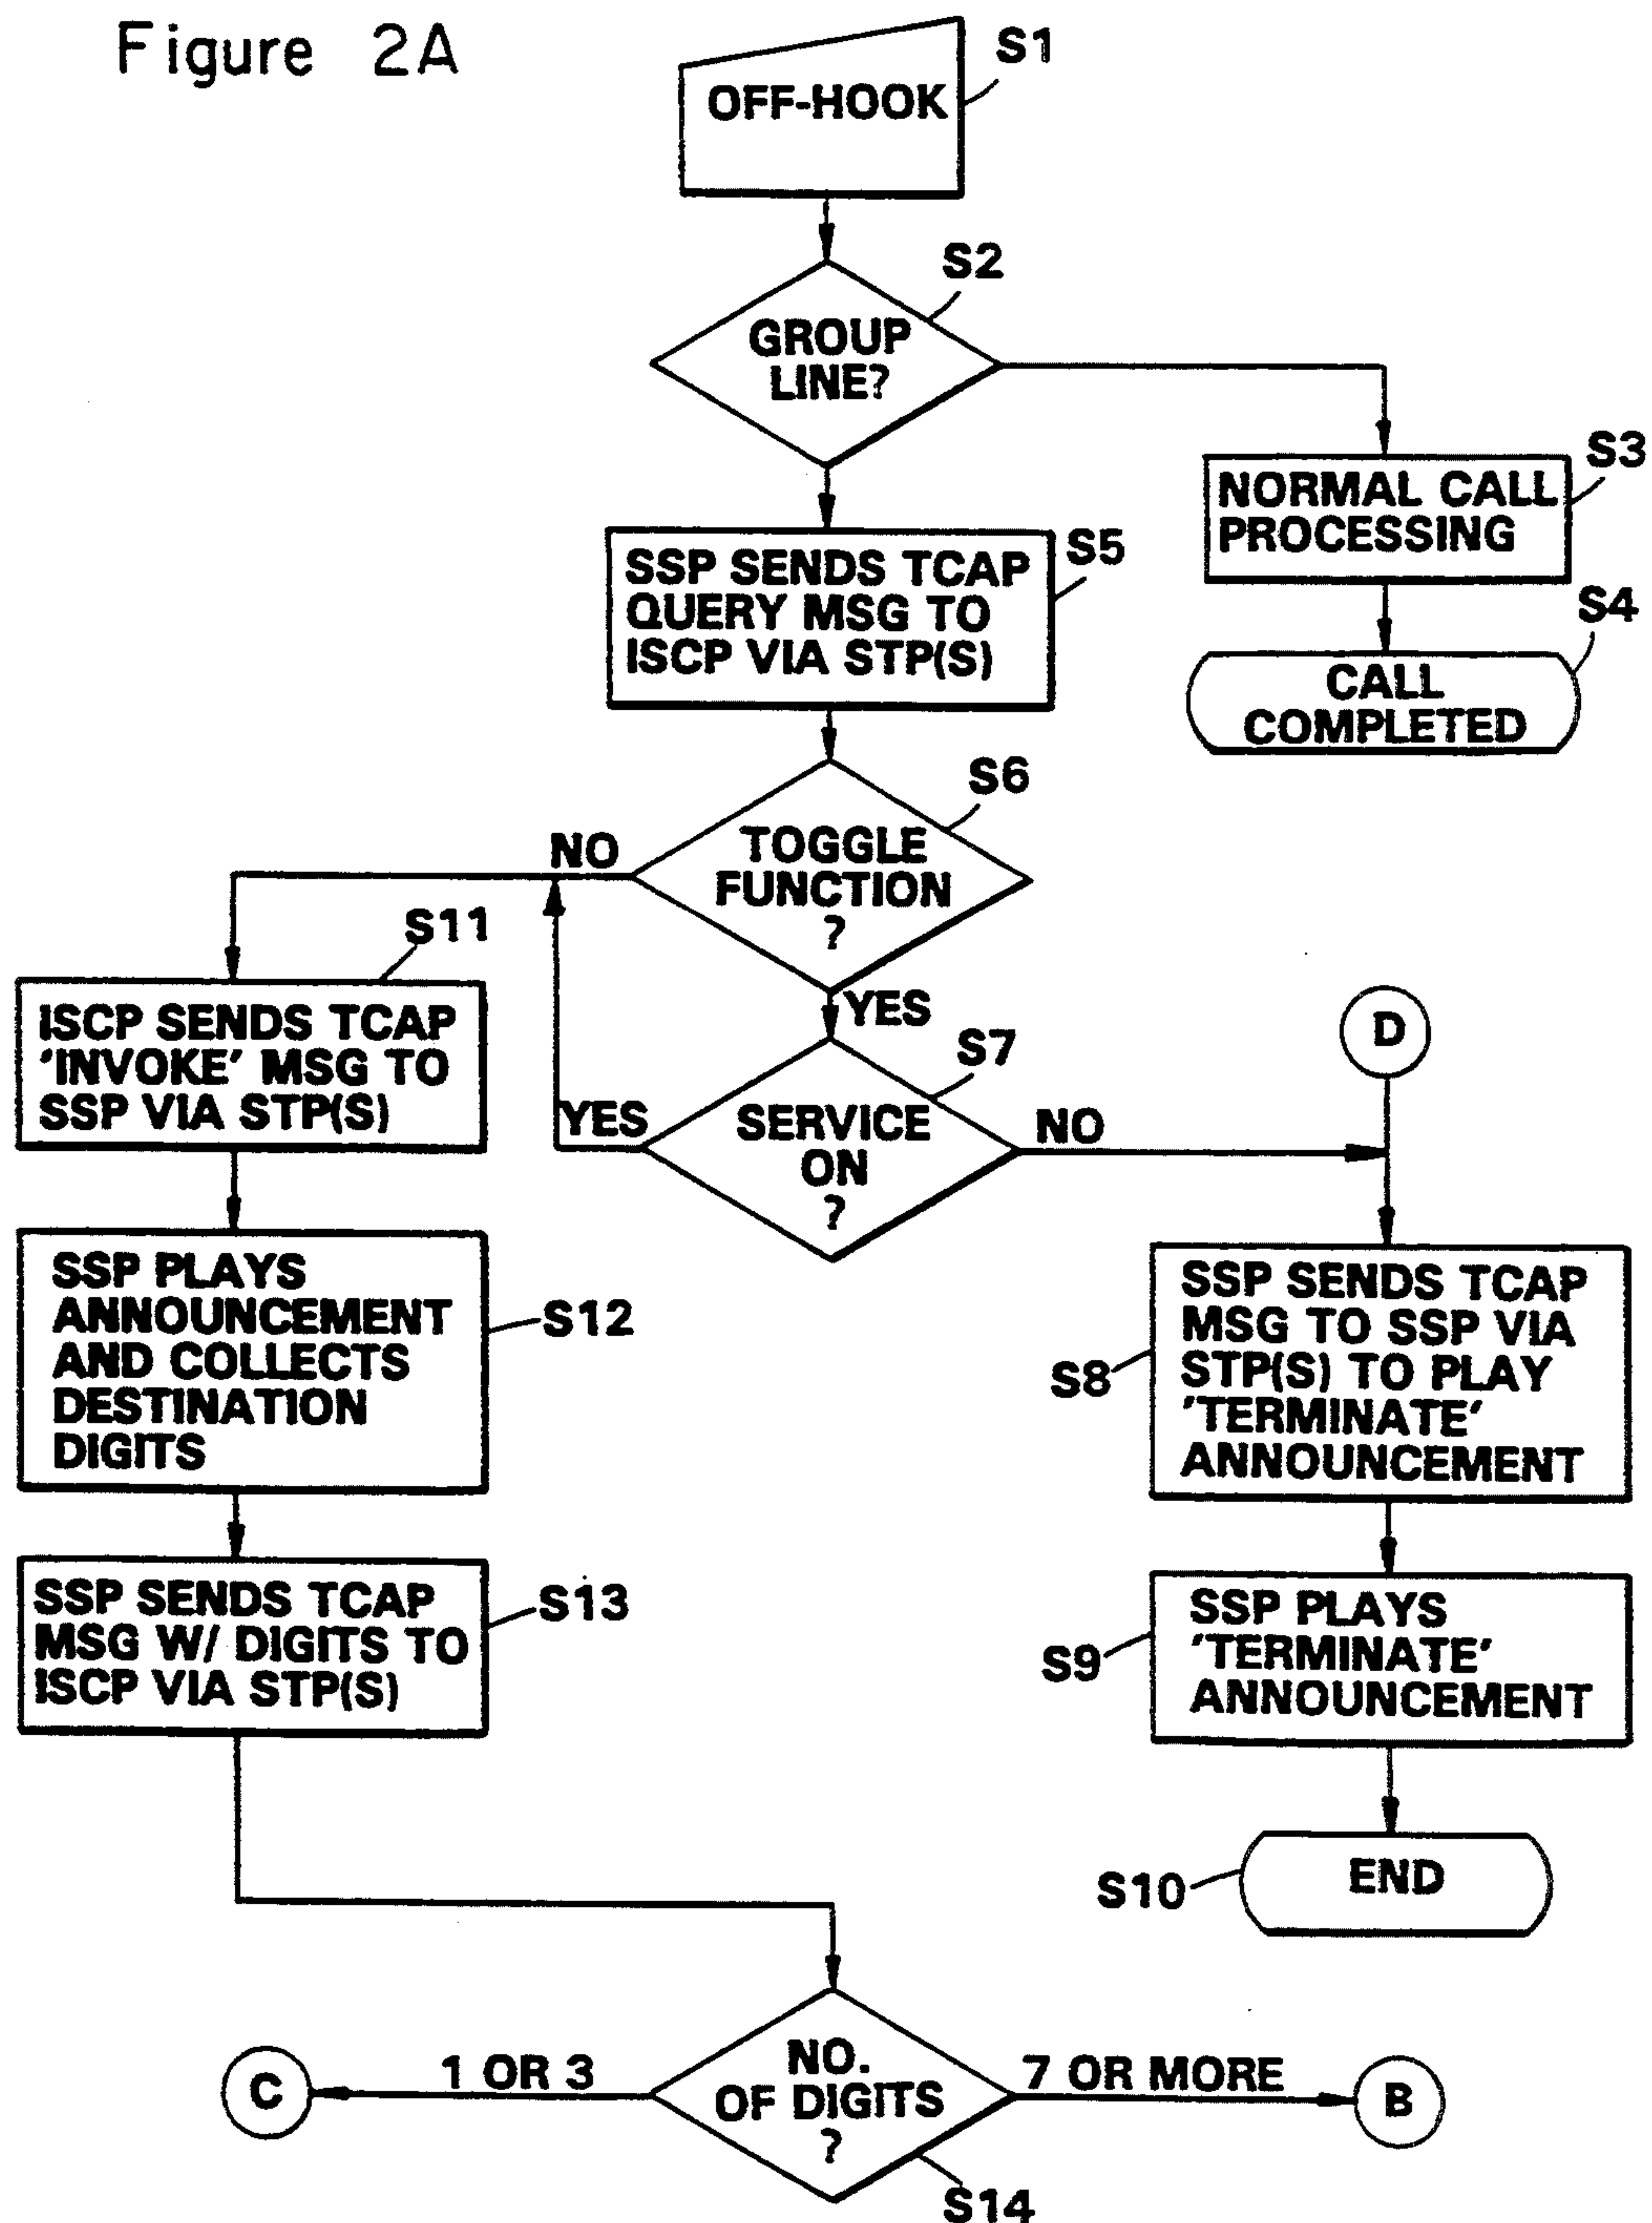 Figure 2A
S1
OFF-HOOK
S2
GROUP
LINE?
S3
NORMAL CALL
PROCESSING
S4
CALL
COMPLETED
S5
SSP SENDS TCAP
QUERY MSG TO
ISCP VIA STP(S)
S6
TOGGLE
FUNCTION
?
NO
YES
S11
ISCP SENDS TCAP
'INVOKE' MSG TO
SSP VIA STP(S)
S7
SERVICE
ON
?
YES
NO
D
S12
SSP PLAYS
ANNOUNCEMENT
AND COLLECTS
DESTINATION
DIGITS
S8
SSP SENDS TCAP
MSG TO SSP VIA
STP(S) TO PLAY
'TERMINATE'
ANNOUNCEMENT
S13
SSP SENDS TCAP
MSG W/ DIGITS TO
ISCP VIA STP(S)
S9
SSP PLAYS
'TERMINATE'
ANNOUNCEMENT
S10
END
C
1 OR 3
NO.
OF DIGITS
?
7 OR MORE
B
S14